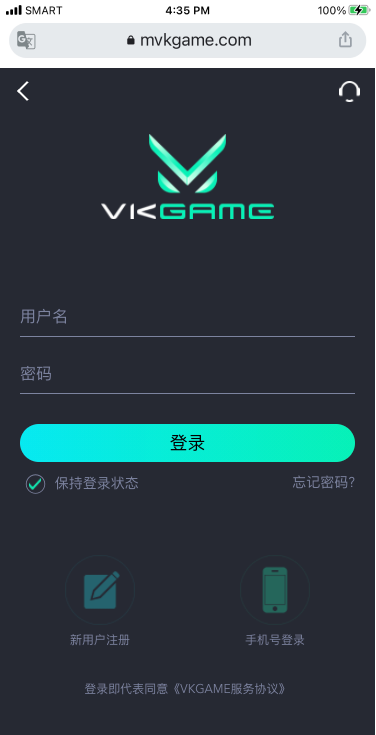 SMART 4:35 PM 100%
mvkgame.com
VKGAME
用户名
密码
登录
保持登录状态 忘记密码?
新用户注册 手机号登录
登录即代表同意《VKGAME服务协议》